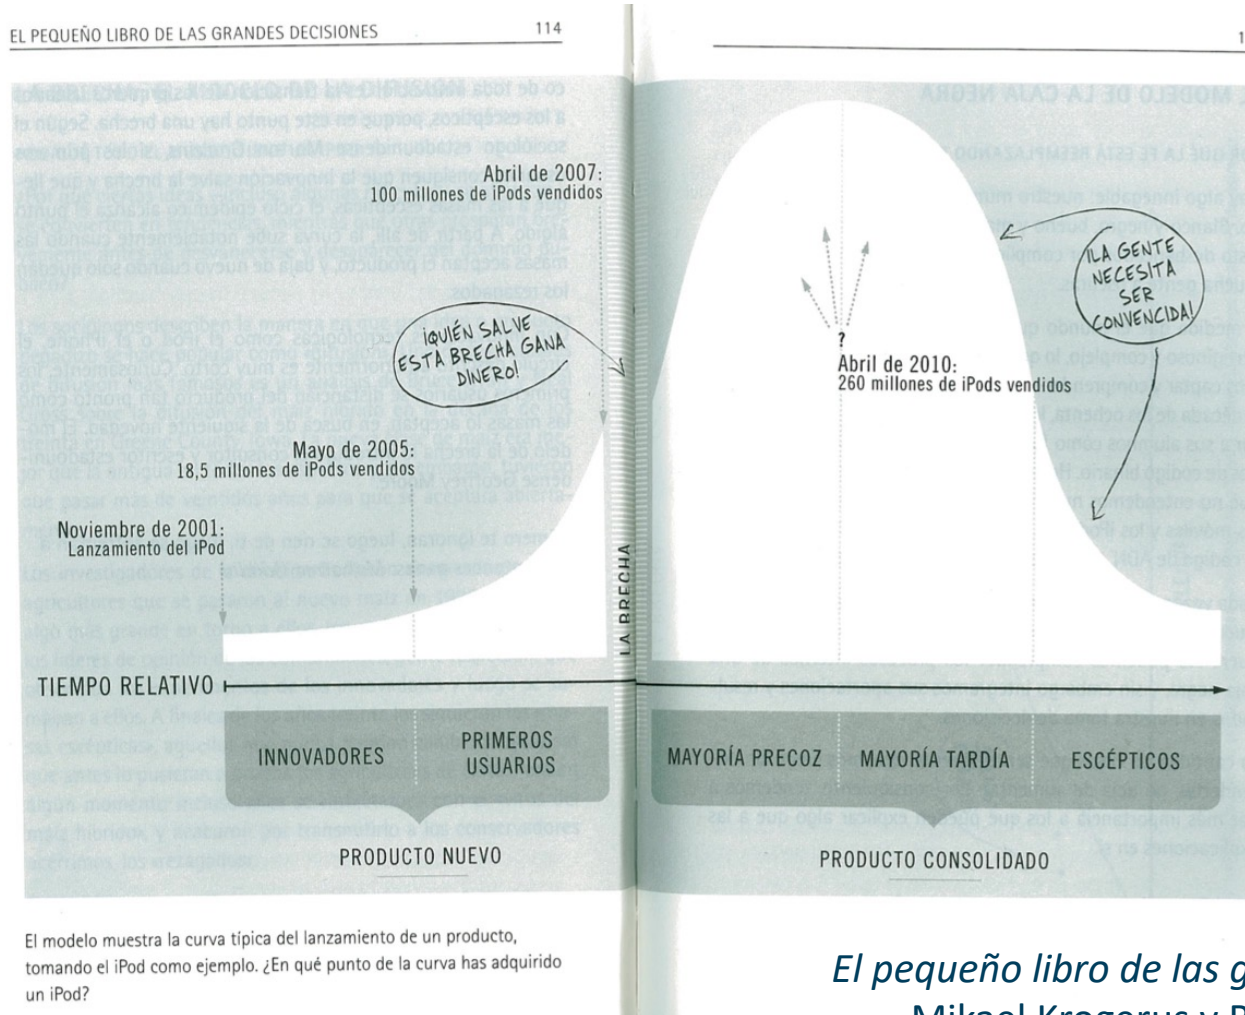 EL PEQUEÑO LIBRO DE LAS GRANDES DECISIONES 114
Abril de 2007:
100 millones de iPods vendidos
¡QUIÉN SALVE
ESTA BRECHA GANA
DINERO!
Mayo de 2005:
18,5 millones de iPods vendidos
Noviembre de 2001:
Lanzamiento del iPod
LA BRECHA
?
Abril de 2010:
260 millones de iPods vendidos
¡LA GENTE
NECESITA
SER
CONVENCIDA!
TIEMPO RELATIVO
INNOVADORES
PRIMEROS
USUARIOS
MAYORÍA PRECOZ
MAYORÍA TARDÍA
ESCÉPTICOS
PRODUCTO NUEVO
PRODUCTO CONSOLIDADO
El modelo muestra la curva típica del lanzamiento de un producto,
tomando el iPod como ejemplo. ¿En qué punto de la curva has adquirido
un iPod?
El pequeño libro de las g
Mikael Krogerus y